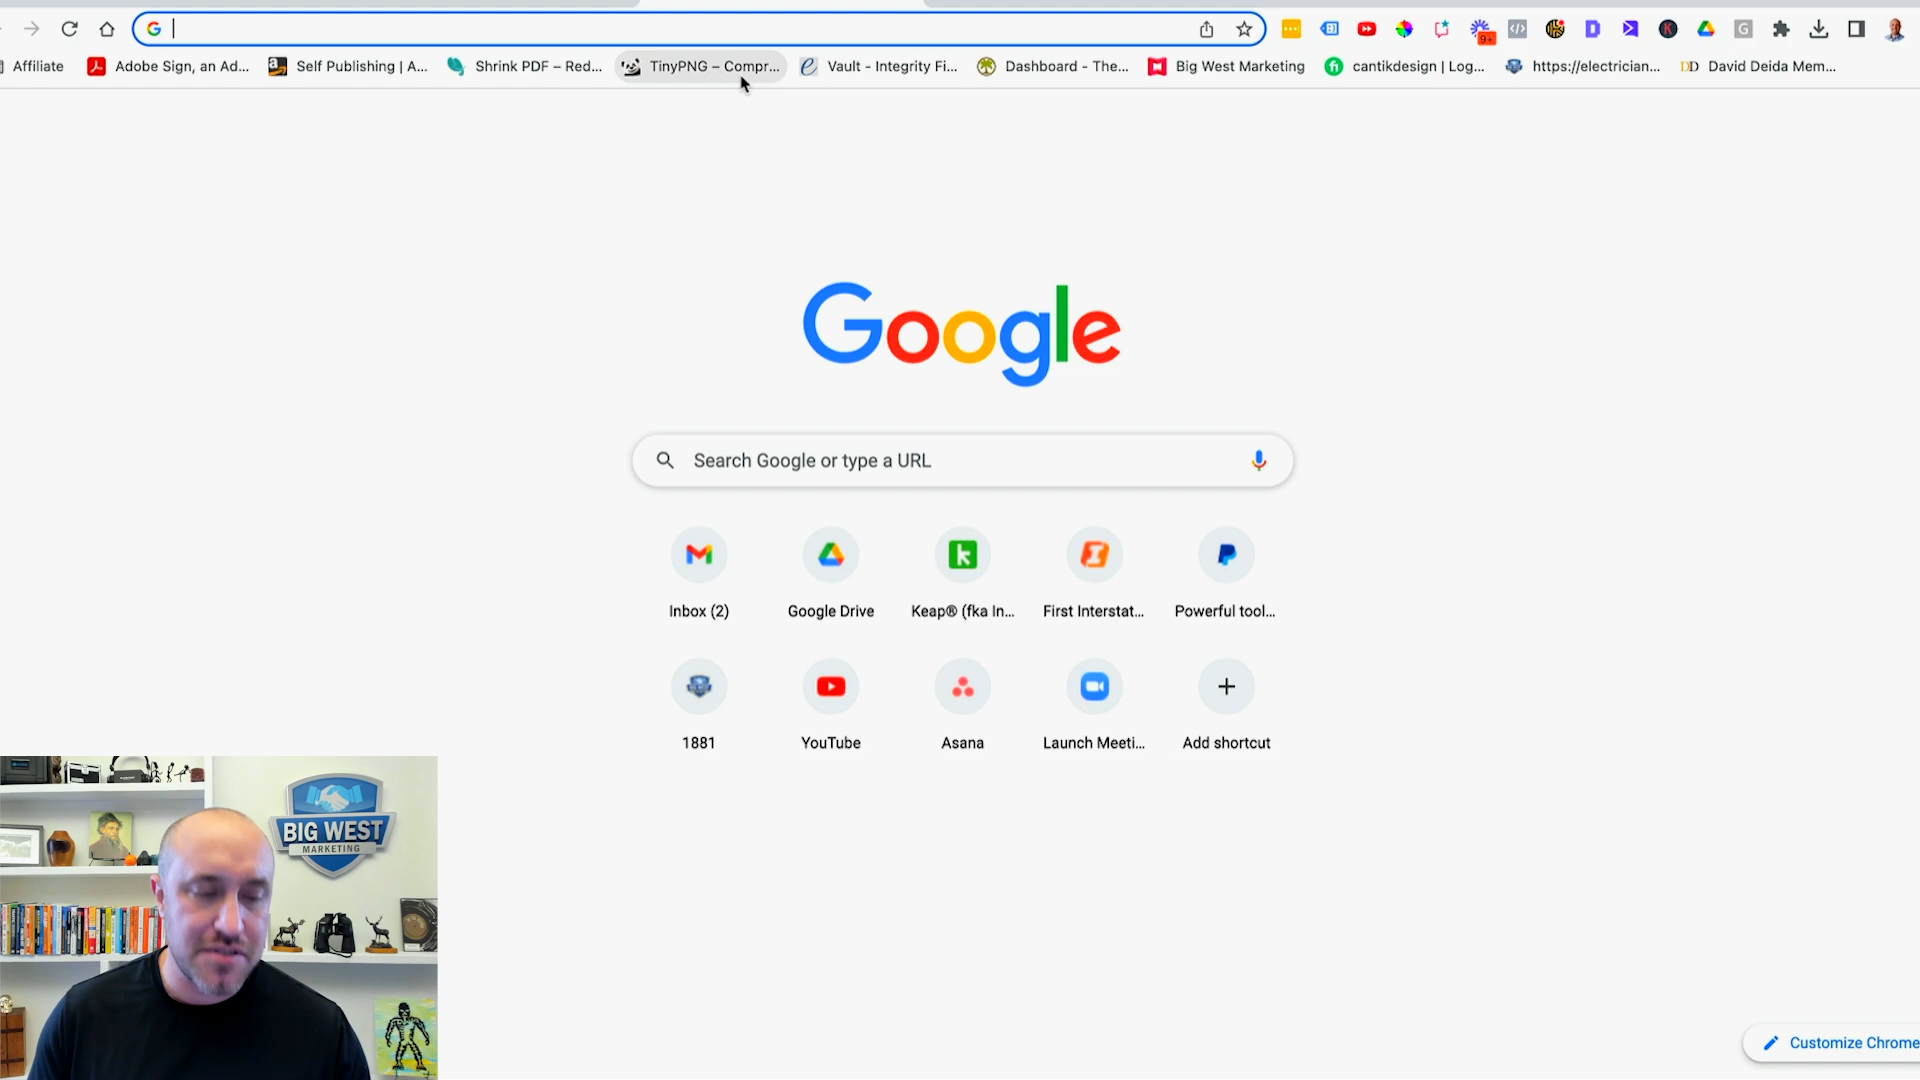 Affiliate
Adobe Sign, an Ad...
Self Publishing | A...
Shrink PDF – Red...
TinyPNG – Compr...
Vault - Integrity Fi...
Dashboard - The...
Big West Marketing
cantikdesign | Log...
https://electrician...
DD David Deida Mem...
9+
Google
Search Google or type a URL
Inbox (2)
Google Drive
Keap® (fka In...
First Interstat...
Powerful tool...
1881
YouTube
Asana
Launch Meeti...
Add shortcut
BIG WEST
MARKETING
Customize Chrome